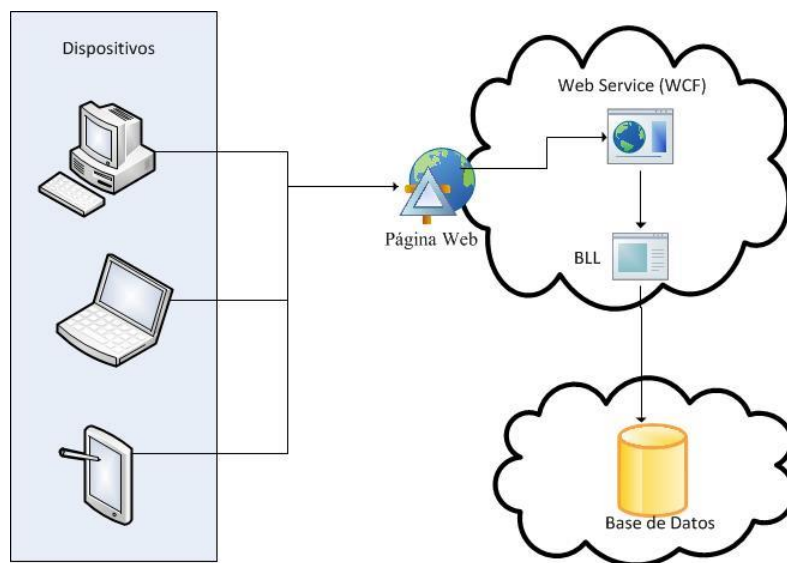 Dispositivos
Web Service (WCF)
Página Web
BLL
Base de Datos